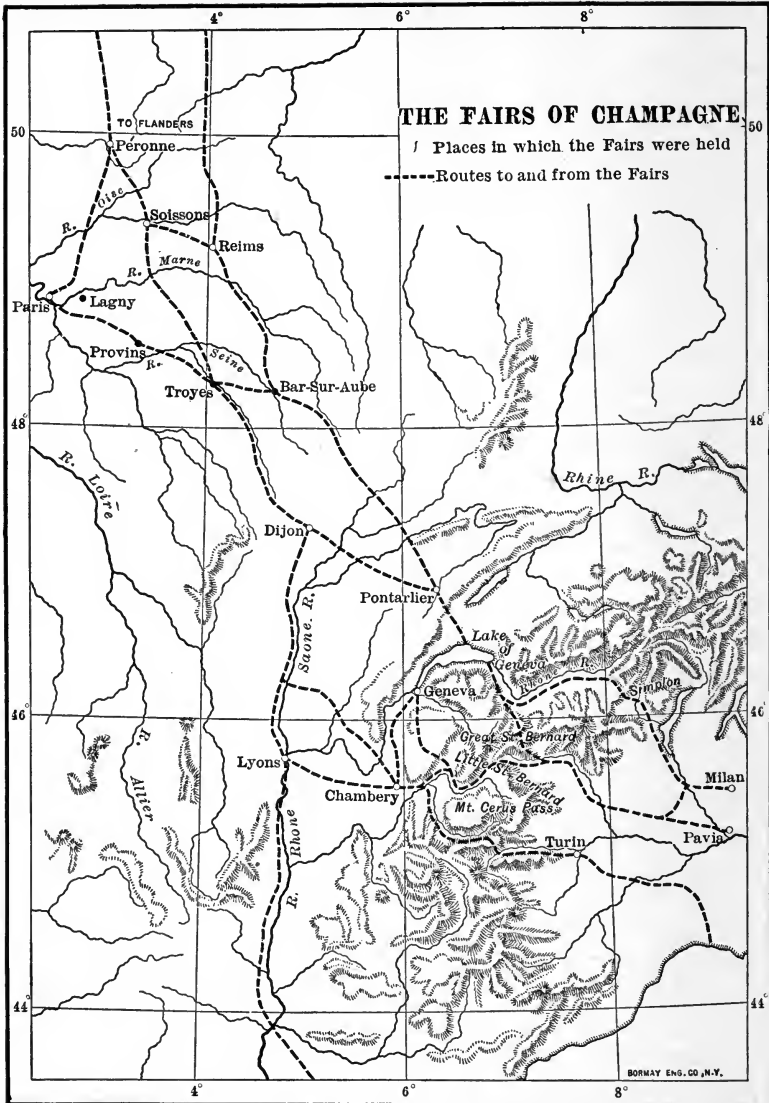 4° 6°
THE FAIRS OF CHAMPAGNE
Places in which the Fairs were held
Routes to and from the Fairs
50 50
TO FLANDERS
Peronne
R. Oise
Soissons
Reims
R. Marne
Paris
Lagny
Provins
R. Seine
Troyes
Bar-Sur-Aube
48° 48°
R. Loire
Rhine R.
Dijon
Pontarlier
Saone R.
Lake of Geneva
Rhone R.
Geneva
Simplon
46° 46°
Great St. Bernard
Lyons
Little St. Bernard
Chambery
Mt. Cenis Pass
Milan
R. Allier
Turin
Pavia
R. Rhone
44° 44°
4° 6° 8°
BORMAY ENG. CO., N.Y.